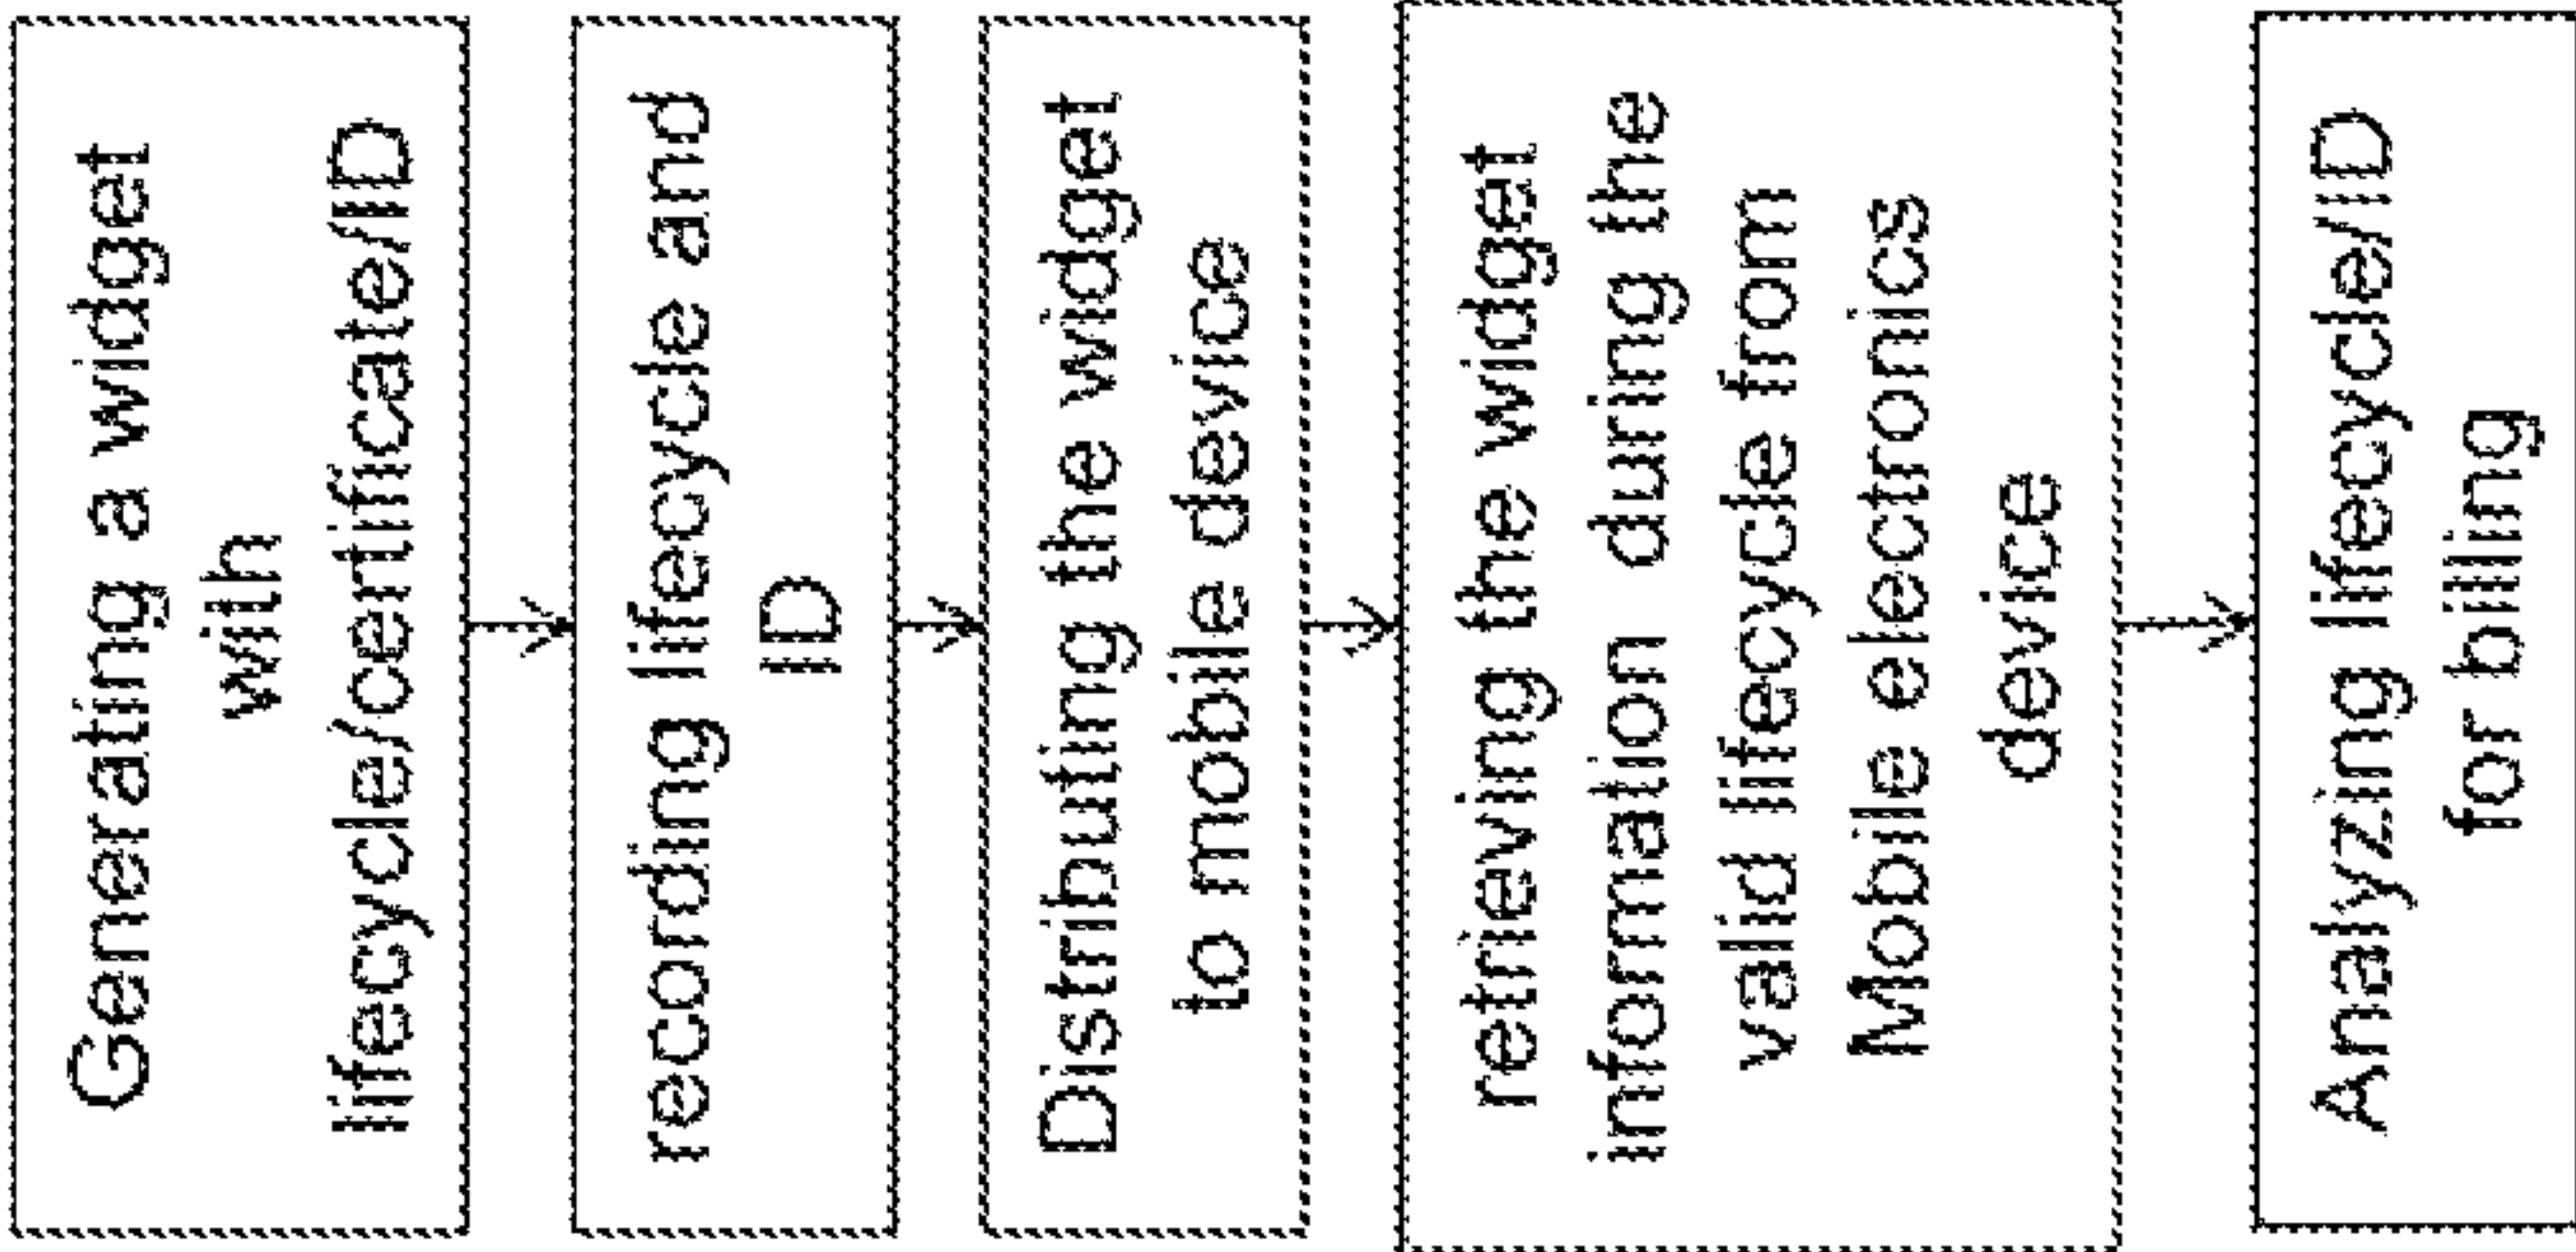 Generating a widget
with
lifecycle/certificate/ID
recording lifecycle and
ID
Distributing the widget
to mobile device
retrieving the widget
information during the
valid lifecycle from
Mobile electronics
device
Analyzing lifecycle/ID
for billing